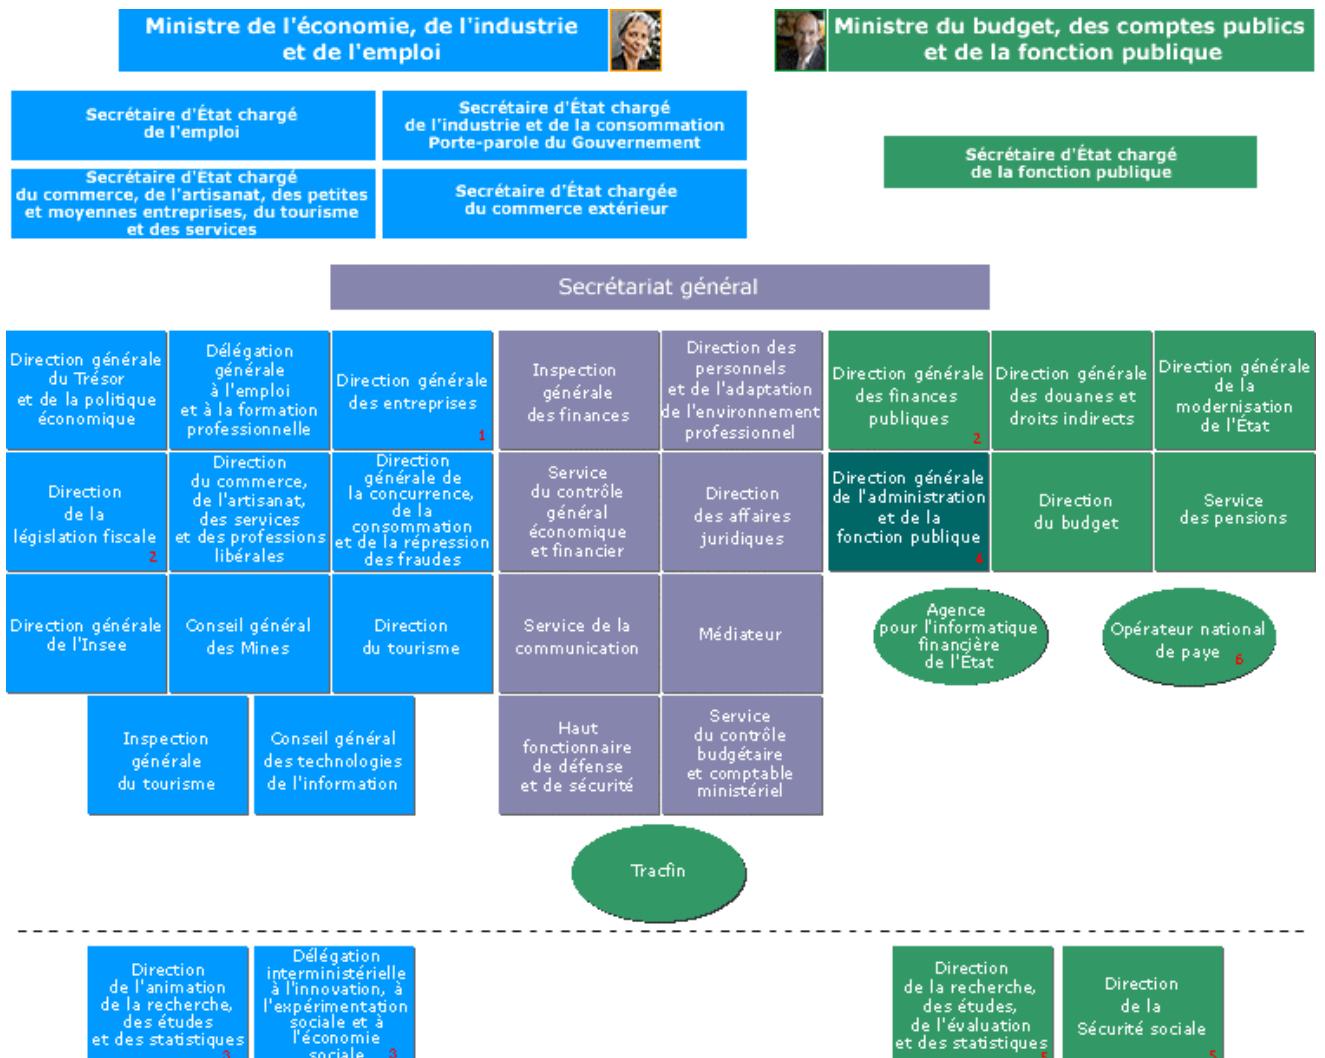 Ministre de l'économie, de l'industrie
et de l'emploi
Ministre du budget, des comptes publics
et de la fonction publique
Secrétaire d'État chargé
de l'emploi
Secrétaire d'État chargé
de l'industrie et de la consommation
Porte-parole du Gouvernement
Sécrétaire d'État chargé
de la fonction publique
Secrétaire d'État chargé
du commerce, de l'artisanat, des petites
et moyennes entreprises, du tourisme
et des services
Secrétaire d'État chargée
du commerce extérieur
Secrétariat général
Direction générale
du Trésor
et de la politique
économique
Délégation
générale
à l'emploi
et à la formation
professionnelle
Direction générale
des entreprises
1
Inspection
générale
des finances
Direction des
personnels
et de l'adaptation
de l'environnement
professionnel
Direction générale
des finances
publiques
2
Direction générale
des douanes et
droits indirects
Direction générale
de la
modernisation
de l'État
Direction
de la
législation fiscale
2
Direction
du commerce,
de l'artisanat,
des services
et des professions
libérales
Direction
générale de
la concurrence,
de la
consommation
et de la répression
des fraudes
Service
du contrôle
général
économique
et financier
Direction
des affaires
juridiques
Direction générale
de l'administration
et de la
fonction publique
4
Direction
du budget
Service
des pensions
Direction générale
de l'Insee
Conseil général
des Mines
Direction
du tourisme
Service de la
communication
Médiateur
Agence
pour l'informatique
financière
de l'État
Opérateur national
de paye
6
Inspection
générale
du tourisme
Conseil général
des technologies
de l'information
Haut
fonctionnaire
de défense
et de sécurité
Service
du contrôle
budgétaire
et comptable
ministériel
Tracfin
Direction
de l'animation
de la recherche,
des études
et des statistiques
3
Délégation
interministérielle
à l'innovation, à
l'expérimentation
sociale et à
l'économie
sociale
3
Direction
de la recherche,
des études,
de l'évaluation
et des statistiques
5
Direction
de la
Sécurité sociale
5